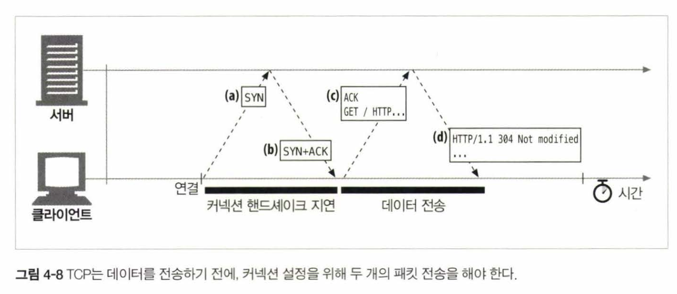 서버
(a) SYN
(b) SYN+ACK
(c) ACK
GET / HTTP...
(d) HTTP/1.1 304 Not modified
...
연결
커넥션 핸드셰이크 지연
데이터 전송
시간
클라이언트
그림 4-8 TCP는 데이터를 전송하기 전에, 커넥션 설정을 위해 두 개의 패킷 전송을 해야 한다.